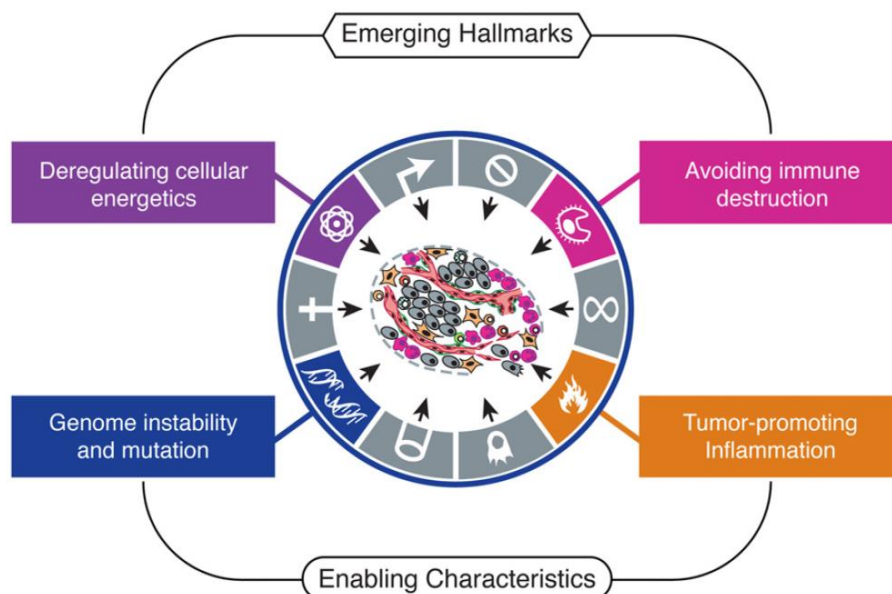 Emerging Hallmarks
Deregulating cellular
energetics
Avoiding immune
destruction
Genome instability
and mutation
Tumor-promoting
Inflammation
Enabling Characteristics